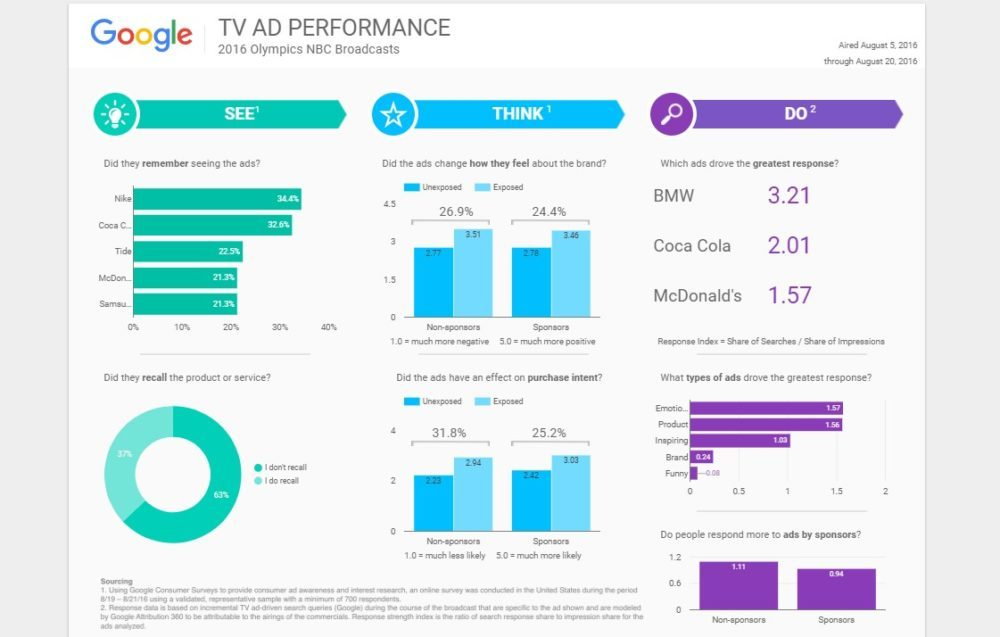 Google
TV AD PERFORMANCE
2016 Olympics NBC Broadcasts
Aired August 5, 2016
through August 20, 2016
SEE1
Did they remember seeing the ads?
Nike 34.4%
Coca C... 32.6%
Tide 22.5%
McDon... 21.3%
Samsu... 21.3%
0% 10% 20% 30% 40%
Did they recall the product or service?
37%
63%
I don't recall
I do recall
THINK1
Did the ads change how they feel about the brand?
Unexposed Exposed
4.5
3
1.5
0
26.9% 24.4%
2.77 3.51 2.78 3.46
Non-sponsors Sponsors
1.0 = much more negative 5.0 = much more positive
Did the ads have an effect on purchase intent?
Unexposed Exposed
4
2
0
31.8% 25.2%
2.23 2.94 2.42 3.03
Non-sponsors Sponsors
1.0 = much less likely 5.0 = much more likely
DO2
Which ads drove the greatest response?
BMW 3.21
Coca Cola 2.01
McDonald's 1.57
Response Index = Share of Searches / Share of Impressions
What types of ads drove the greatest response?
Emotio... 1.57
Product 1.56
Inspiring 1.03
Brand 0.24
Funny 0.08
0 0.5 1 1.5 2
Do people respond more to ads by sponsors?
1.2
0.6
0
1.11 0.94
Non-sponsors Sponsors
Sourcing
1. Using Google Consumer Surveys to provide consumer ad awareness and interest research, an online survey was conducted in the United States during the period
8/19 – 8/21/16 using a validated, representative sample with a minimum of 700 respondents.
2. Response data is based on incremental TV ad-driven search queries (Google) during the course of the broadcast that are specific to the ad shown and are modeled
by Google Attribution 360 to be attributable to the airings of the commercials. Response strength index is the ratio of search response share to impression share for the
ads analyzed.